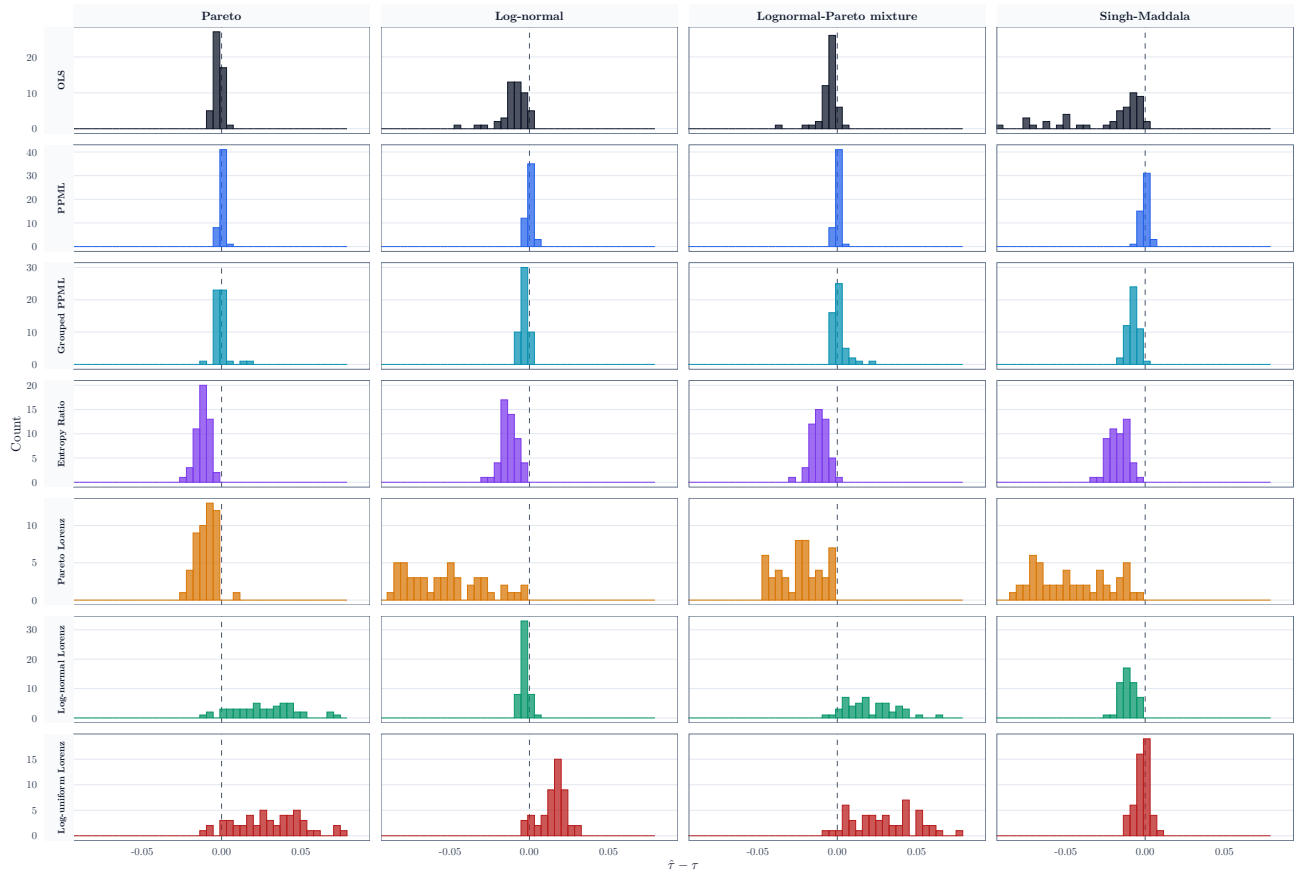 Pareto Log-normal Lognormal-Pareto mixture Singh-Maddala
OLS
20
10
0
PPML
40
30
20
10
0
Grouped PPML
30
20
10
0
Count
Entropy Ratio
20
15
10
5
0
Pareto Lorenz
10
5
0
Log-normal Lorenz
30
20
10
0
Log-uniform Lorenz
15
10
5
0
-0.05 0.00 0.05 -0.05 0.00 0.05 -0.05 0.00 0.05 -0.05 0.00 0.05
τ̂ − τ